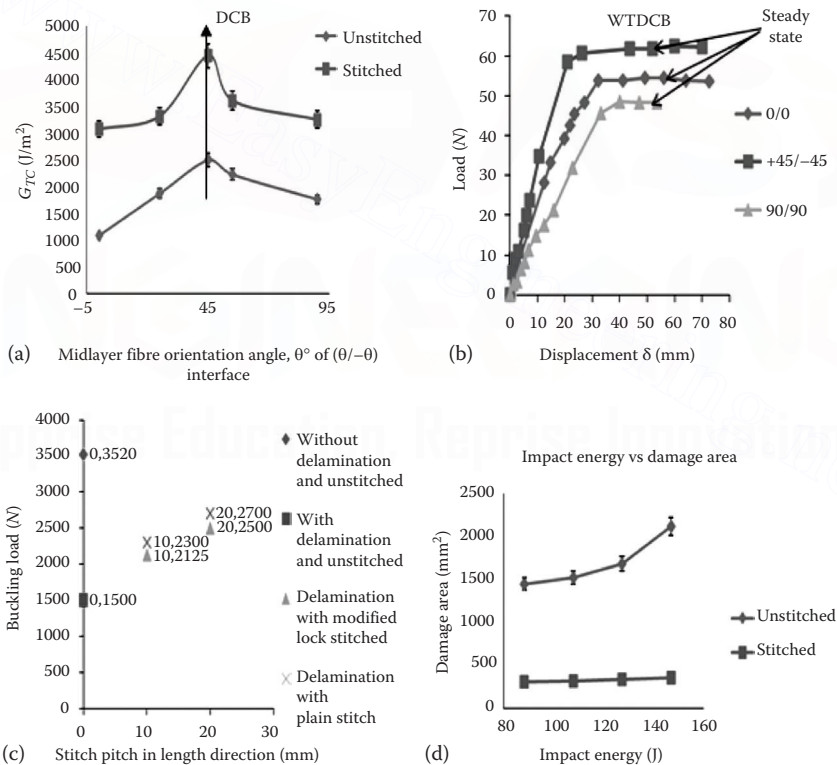 DCB
5000
4500
4000
3500
3000
2500
2000
1500
1000
500
0
G_TC (J/m²)
−5
45
95
Unstitched
Stitched
(a)
Midlayer fibre orientation angle, θ° of (θ/−θ)
interface
WTDCB
Steady
state
70
60
50
40
30
20
10
0
Load (N)
0 10 20 30 40 50 60 70 80
0/0
+45/−45
90/90
(b)
Displacement δ (mm)
4000
3500
3000
2500
2000
1500
1000
500
0
Buckling load (N)
0,3520
0,1500
10,2300
10,2125
20,2700
20,2500
0 10 20 30
Without
delamination
and unstitched
With
delamination
and unstitched
Delamination
with modified
lock stitched
Delamination
with
plain stitch
(c)
Stitch pitch in length direction (mm)
Impact energy vs damage area
2500
2000
1500
1000
500
0
Damage area (mm²)
80 100 120 140 160
Unstitched
Stitched
(d)
Impact energy (J)